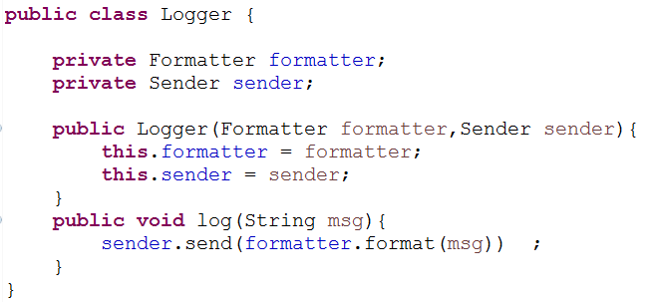 public class Logger {
private Formatter formatter;
private Sender sender;
public Logger(Formatter formatter,Sender sender){
this.formatter = formatter;
this.sender = sender;
}
public void log(String msg){
sender.send(formatter.format(msg))  ;
}
}